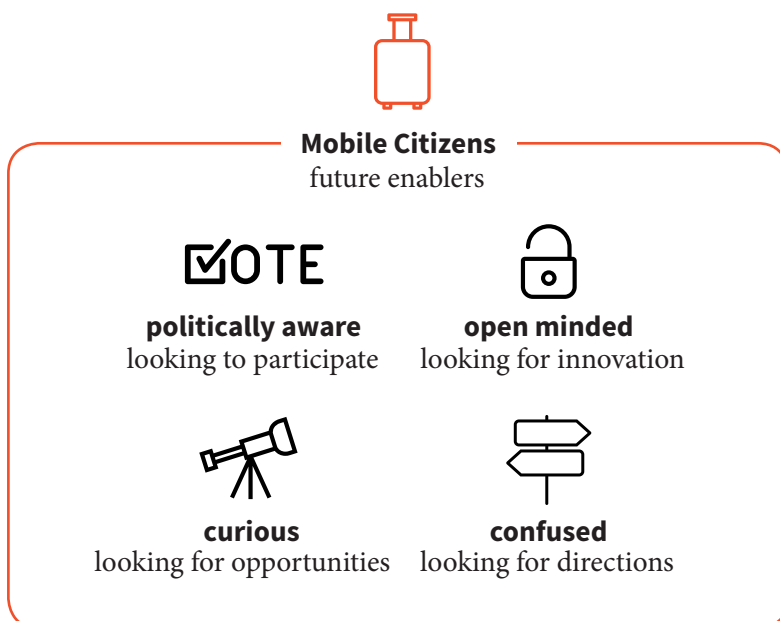 Mobile Citizens
future enablers
VOTE
politically aware
looking to participate
open minded
looking for innovation
curious
looking for opportunities
confused
looking for directions